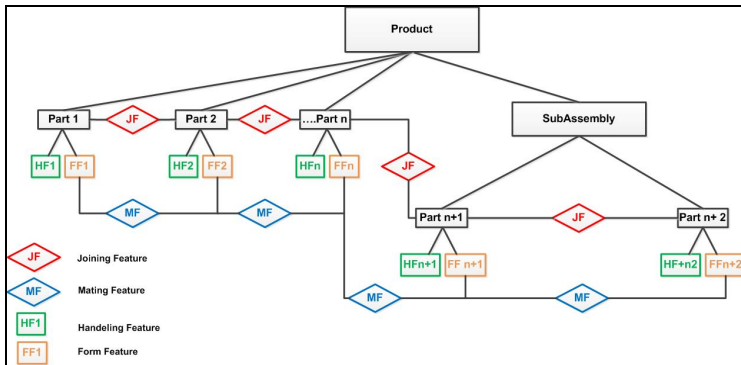 Product
Part 1
JF
Part 2
JF
....Part n
SubAssembly
HF1
FF1
HF2
FF2
HFn
FFn
JF
MF
MF
Part n+1
JF
Part n+ 2
HFn+1
FF n+1
HF+n2
FFn+2
MF
MF
JF
Joining Feature
MF
Mating Feature
HF1
Handeling Feature
FF1
Form Feature